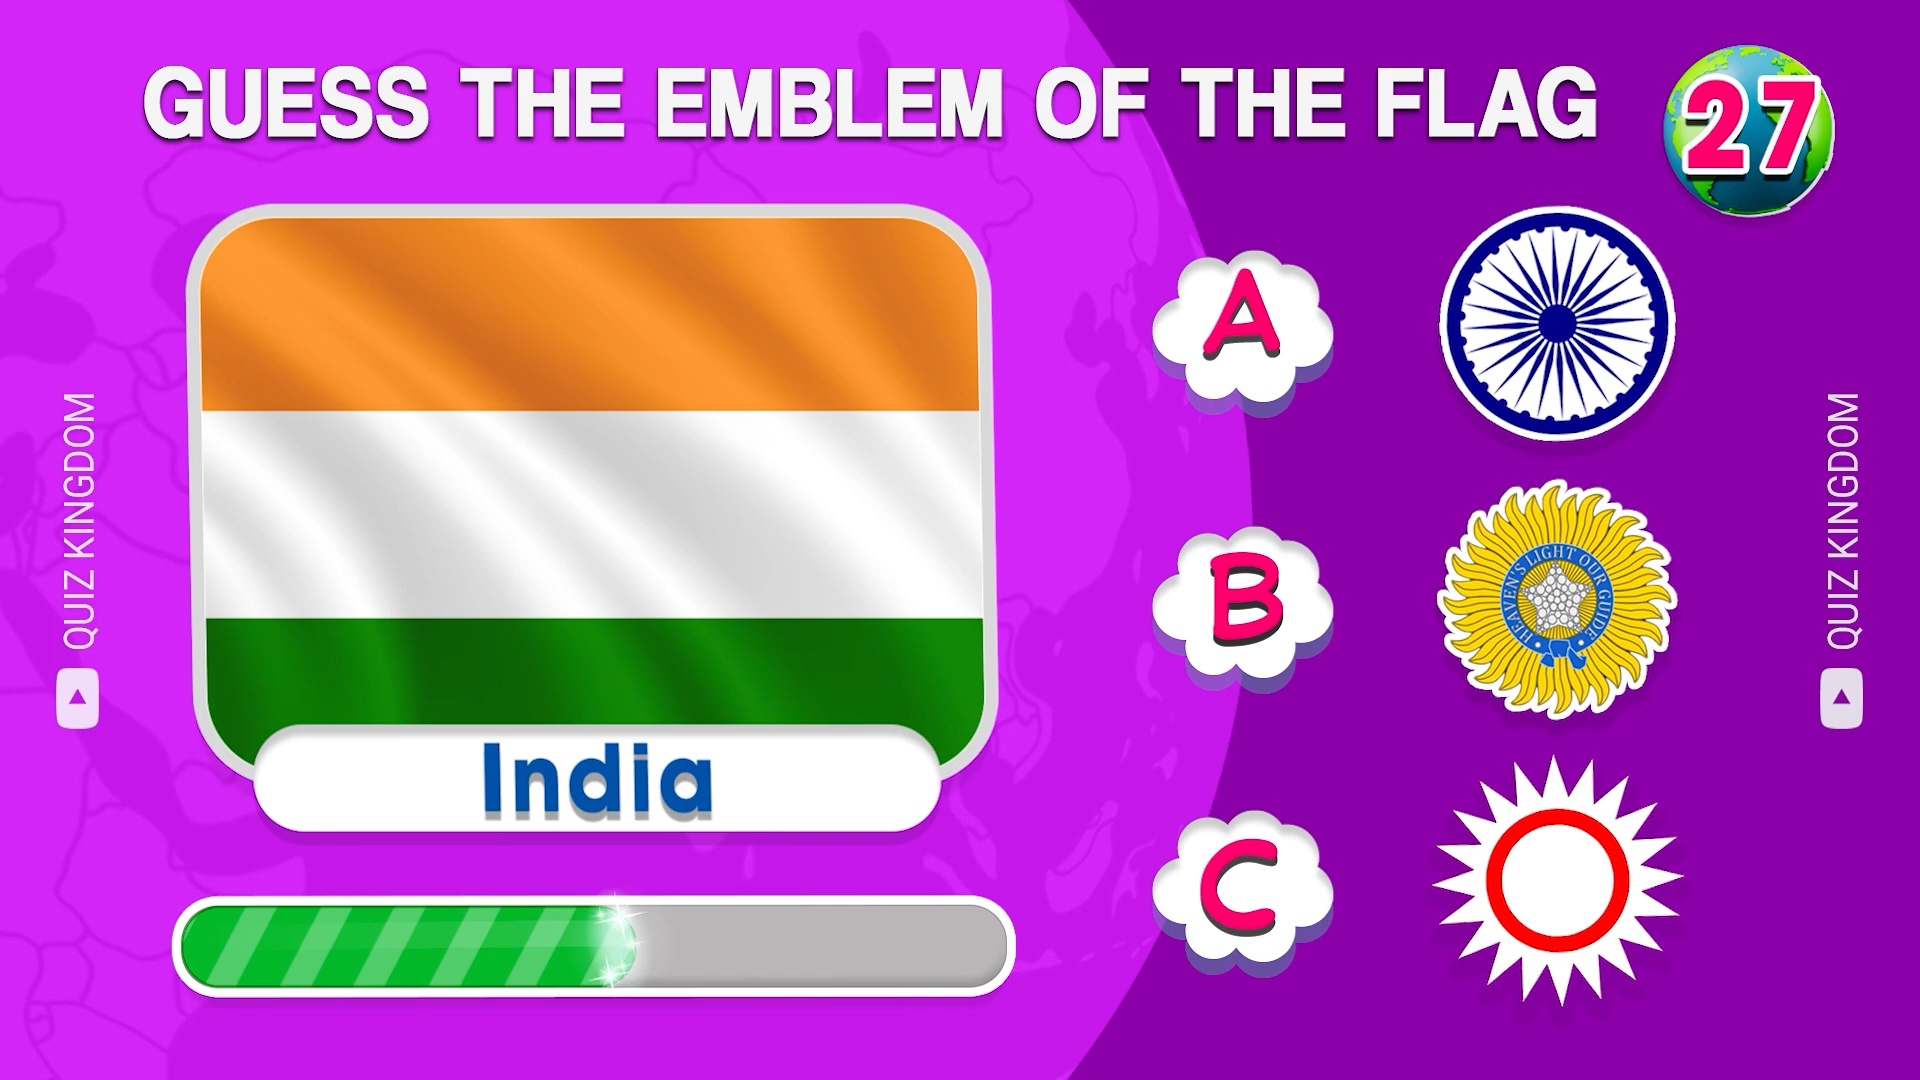 GUESS THE EMBLEM OF THE FLAG
27
A
HEAVEN'S LIGHT OUR GUIDE
B
C
India
QUIZ KINGDOM
QUIZ KINGDOM